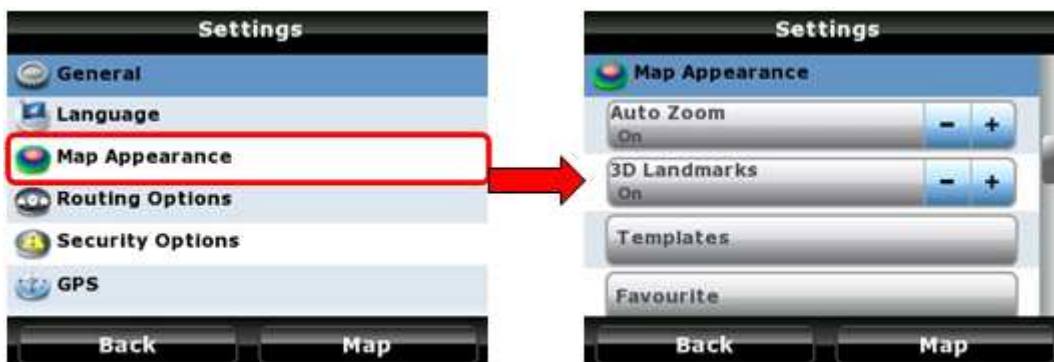 Settings
General
Language
Map Appearance
Routing Options
Security Options
GPS
Back Map
Settings
Map Appearance
Auto Zoom
On
- +
3D Landmarks
On
- +
Templates
Favourite
Back Map